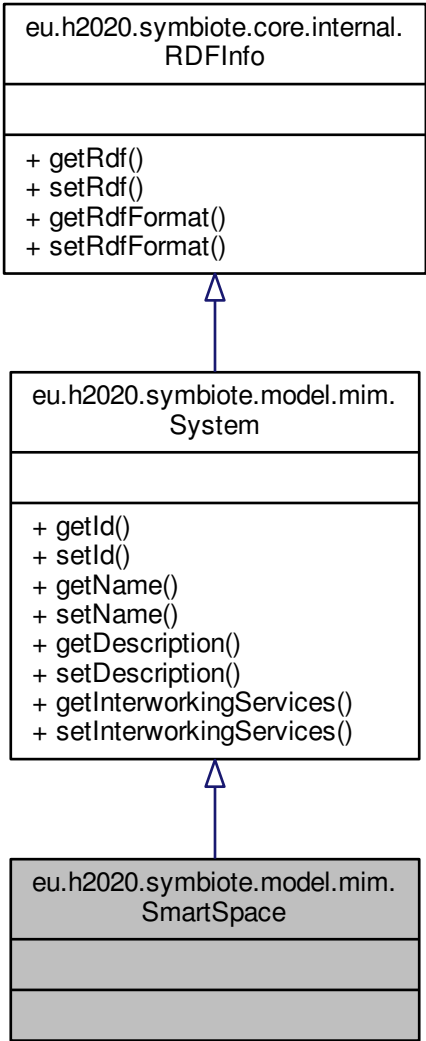 eu.h2020.symbiote.core.internal.
RDFInfo
+ getRdf()
+ setRdf()
+ getRdfFormat()
+ setRdfFormat()
eu.h2020.symbiote.model.mim.
System
+ getId()
+ setId()
+ getName()
+ setName()
+ getDescription()
+ setDescription()
+ getInterworkingServices()
+ setInterworkingServices()
eu.h2020.symbiote.model.mim.
SmartSpace